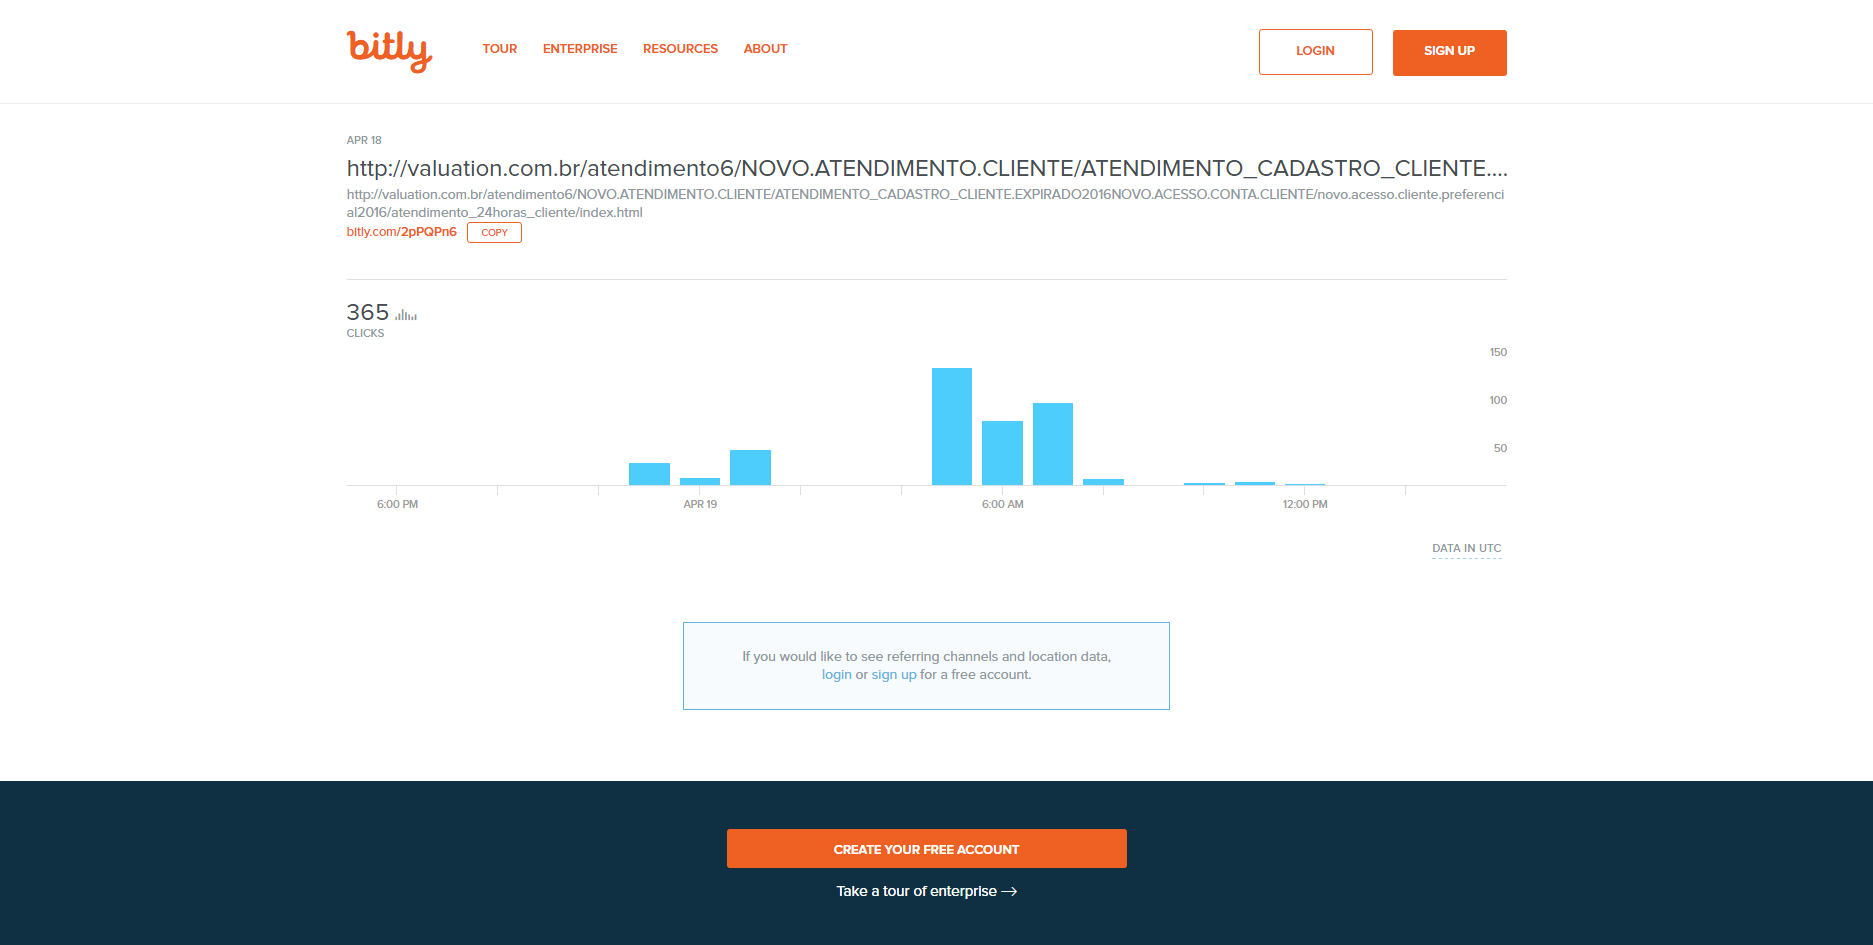 bitly TOUR ENTERPRISE RESOURCES ABOUT LOGIN SIGN UP
APR 18
http://valuation.com.br/atendimento6/NOVO.ATENDIMENTO.CLIENTE/ATENDIMENTO_CADASTRO_CLIENTE....
http://valuation.com.br/atendimento6/NOVO.ATENDIMENTO.CLIENTE/ATENDIMENTO_CADASTRO_CLIENTE.EXPIRADO2016NOVO.ACESSO.CONTA.CLIENTE/novo.acesso.cliente.preferenci
al2016/atendimento_24horas_cliente/index.html
bitly.com/2pPQPn6 COPY
365
CLICKS
150
100
50
6:00 PM APR 19 6:00 AM 12:00 PM
DATA IN UTC
If you would like to see referring channels and location data,
login or sign up for a free account.
CREATE YOUR FREE ACCOUNT
Take a tour of enterprise →